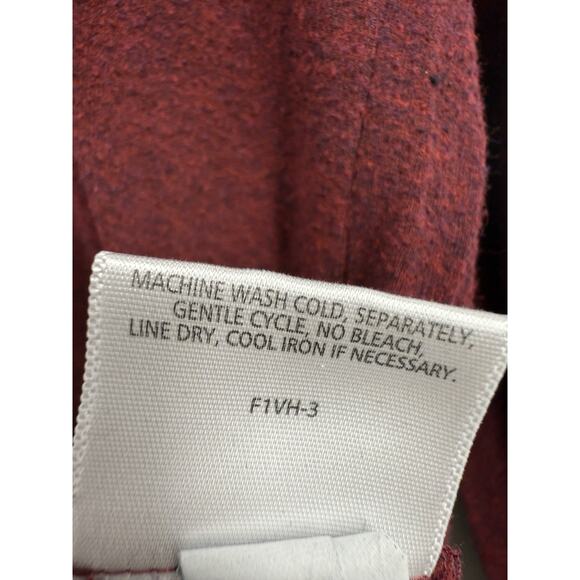 MACHINE WASH COLD, SEPARATELY,
GENTLE CYCLE, NO BLEACH,
LINE DRY, COOL IRON IF NECESSARY.
F1VH-3